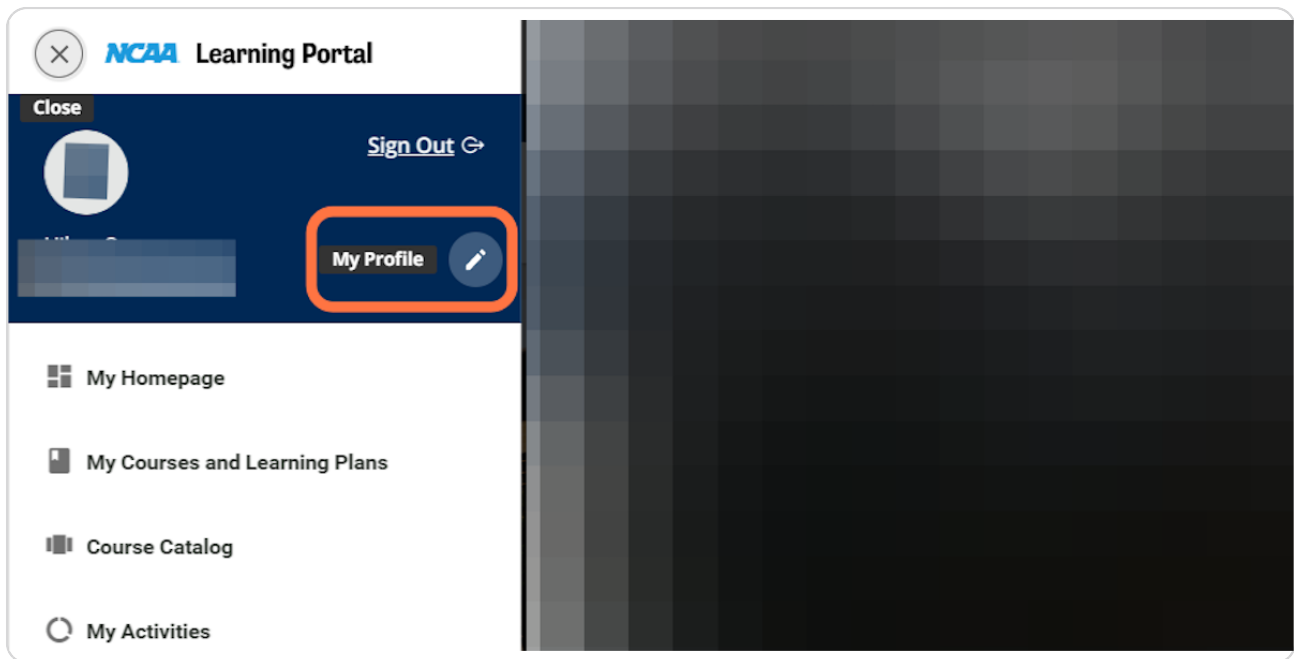 NCAA Learning Portal
Close
Sign Out
My Profile
My Homepage
My Courses and Learning Plans
Course Catalog
My Activities